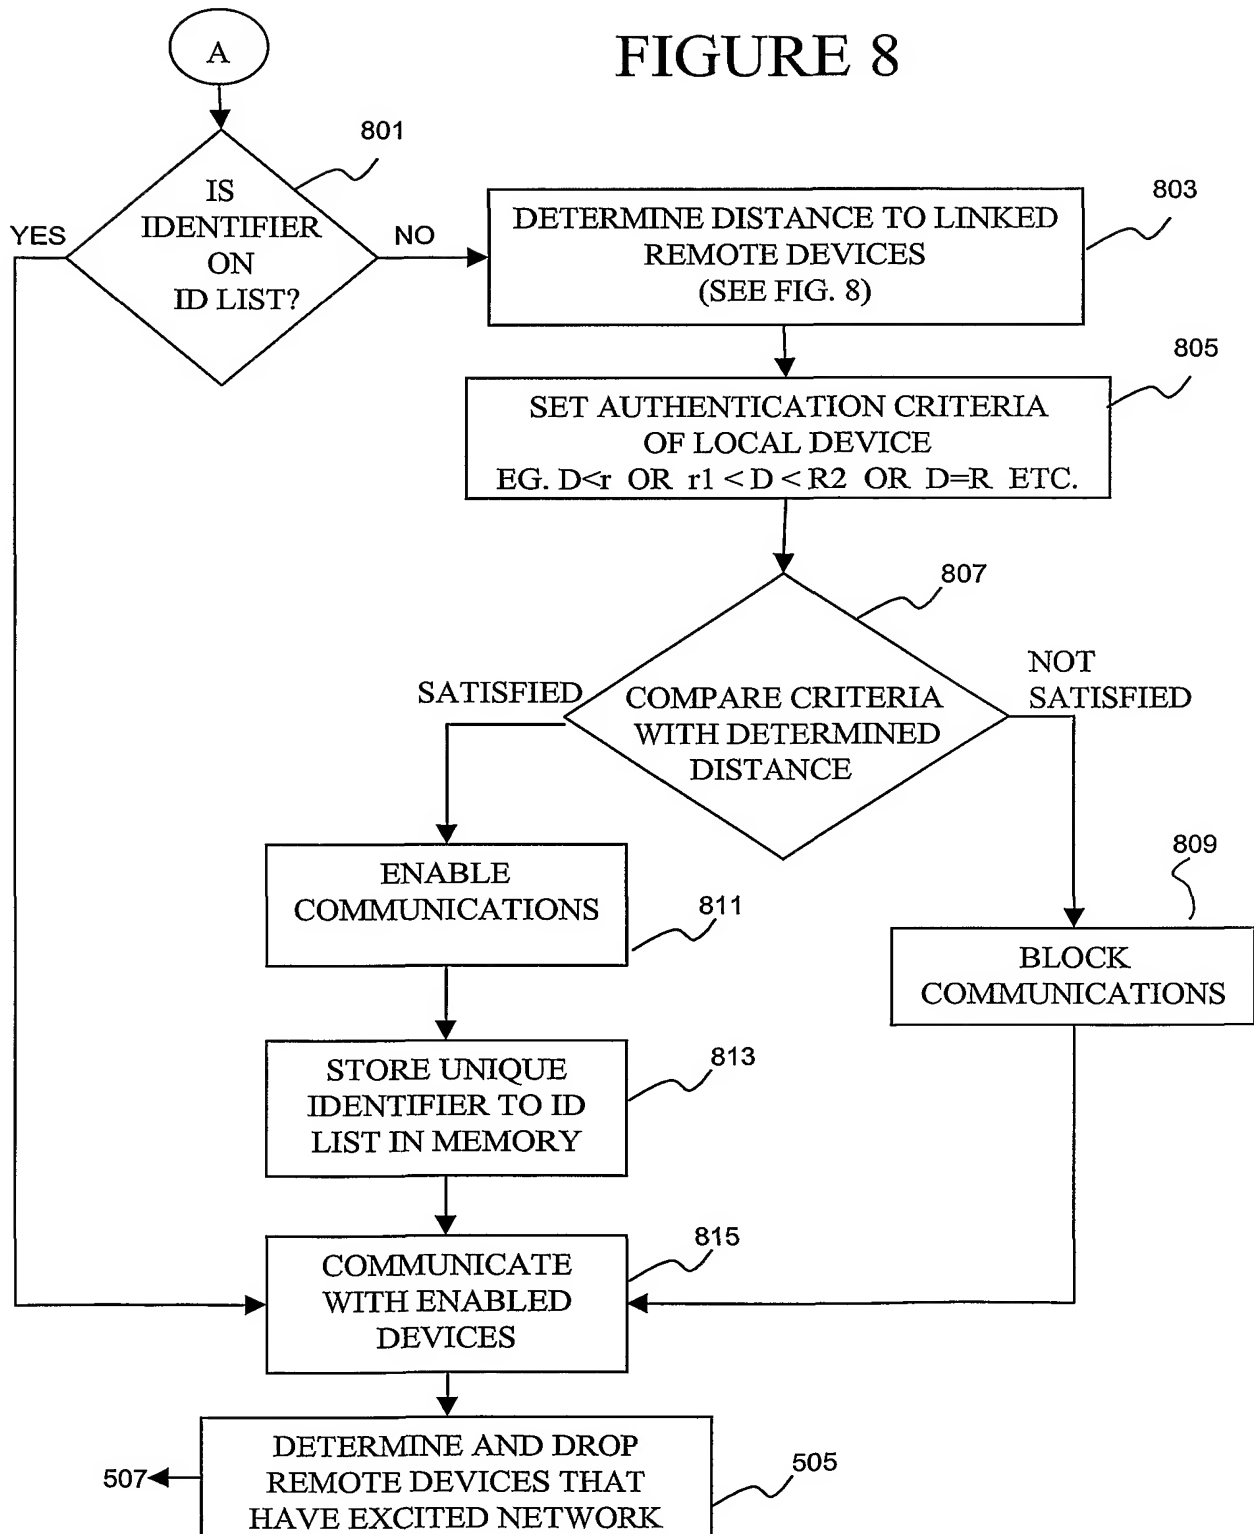 FIGURE 8
A
801
IS
IDENTIFIER
ON
ID LIST?
YES
NO
DETERMINE DISTANCE TO LINKED
REMOTE DEVICES
(SEE FIG. 8)
803
SET AUTHENTICATION CRITERIA
OF LOCAL DEVICE
EG. D<r OR r1 < D < R2 OR D=R ETC.
805
807
COMPARE CRITERIA
WITH DETERMINED
DISTANCE
SATISFIED
NOT
SATISFIED
ENABLE
COMMUNICATIONS
811
809
BLOCK
COMMUNICATIONS
STORE UNIQUE
IDENTIFIER TO ID
LIST IN MEMORY
813
COMMUNICATE
WITH ENABLED
DEVICES
815
DETERMINE AND DROP
REMOTE DEVICES THAT
HAVE EXCITED NETWORK
505
507